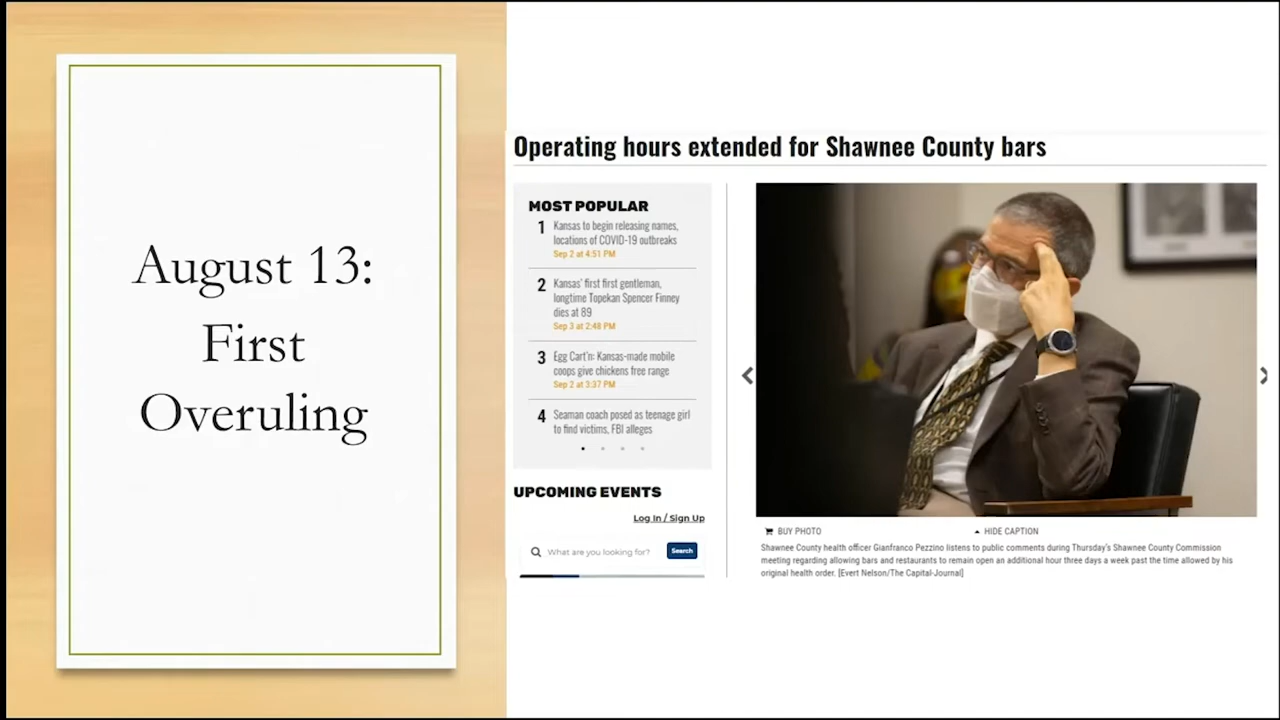 August 13:
First
Overuling
Operating hours extended for Shawnee County bars
MOST POPULAR
1 Kansas to begin releasing names,
locations of COVID-19 outbreaks
Sep 2 at 4:51 PM
2 Kansas' first first gentleman,
longtime Topekan Spencer Finney
dies at 89
Sep 3 at 2:48 PM
3 Egg Cart'n: Kansas-made mobile
coops give chickens free range
Sep 2 at 3:37 PM
4 Seaman coach posed as teenage girl
to find victims, FBI alleges
UPCOMING EVENTS
Log In / Sign Up
What are you looking for? Search
BUY PHOTO HIDE CAPTION
Shawnee County health officer Gianfranco Pezzino listens to public comments during Thursday's Shawnee County Commission
meeting regarding allowing bars and restaurants to remain open an additional hour three days a week past the time allowed by his
original health order. [Evert Nelson/The Capital-Journal]